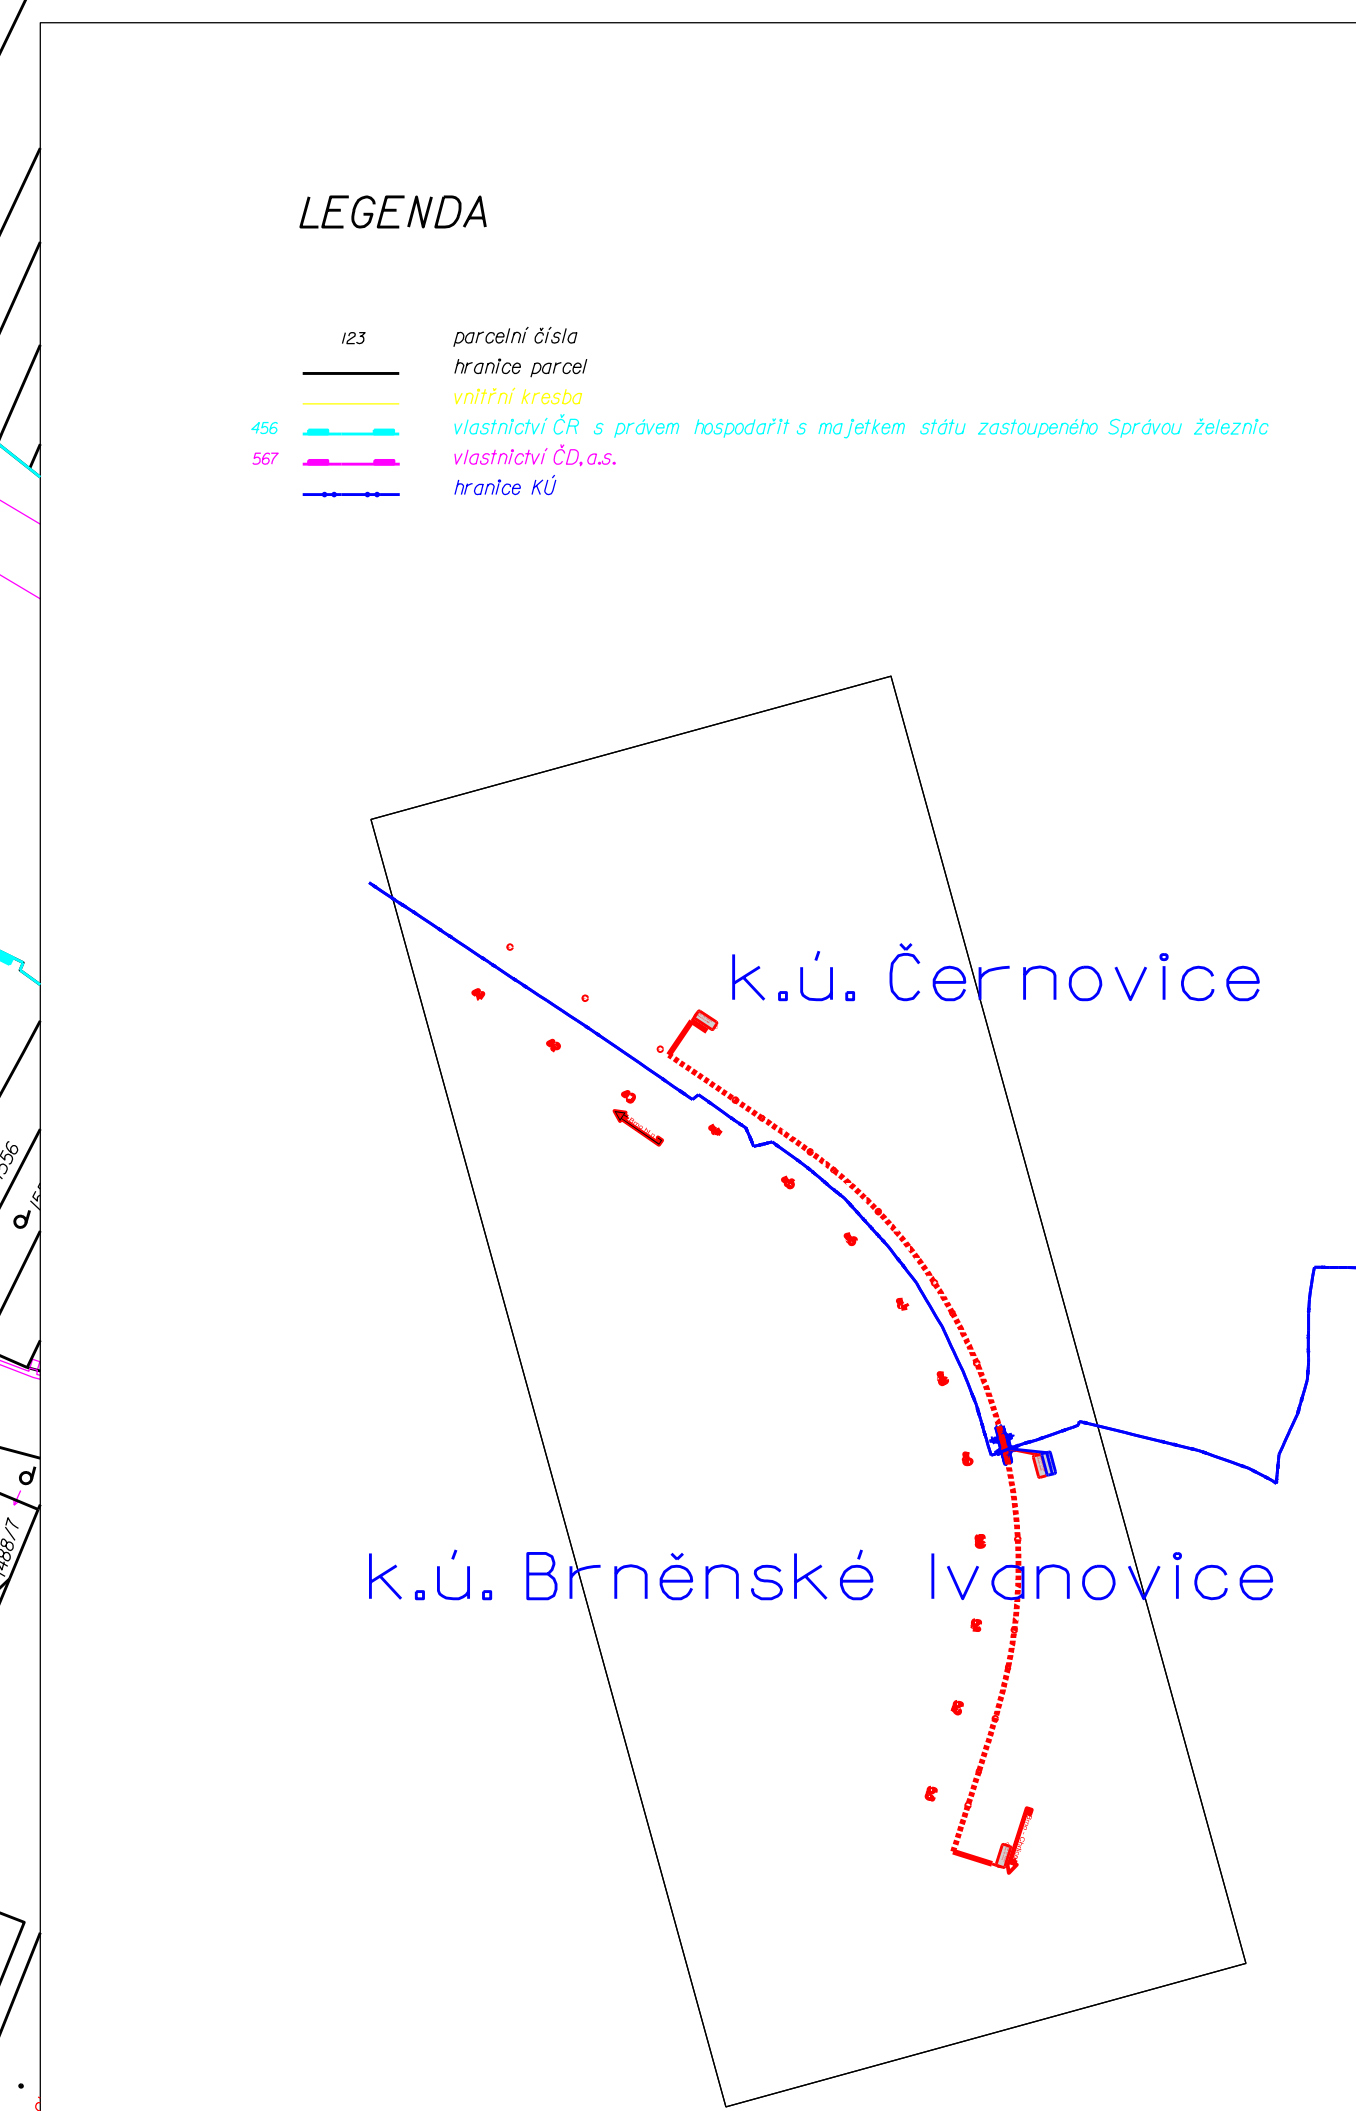 LEGENDA
123 parcelní čísla
hranice parcel
vnitřní kresba
456 vlastnictví ČR s právem hospodařit s majetkem státu zastoupeného Správou železnic
567 vlastnictví ČD, a.s.
hranice KÚ
k.ú. Černovice
k.ú. Brněnské Ivanovice